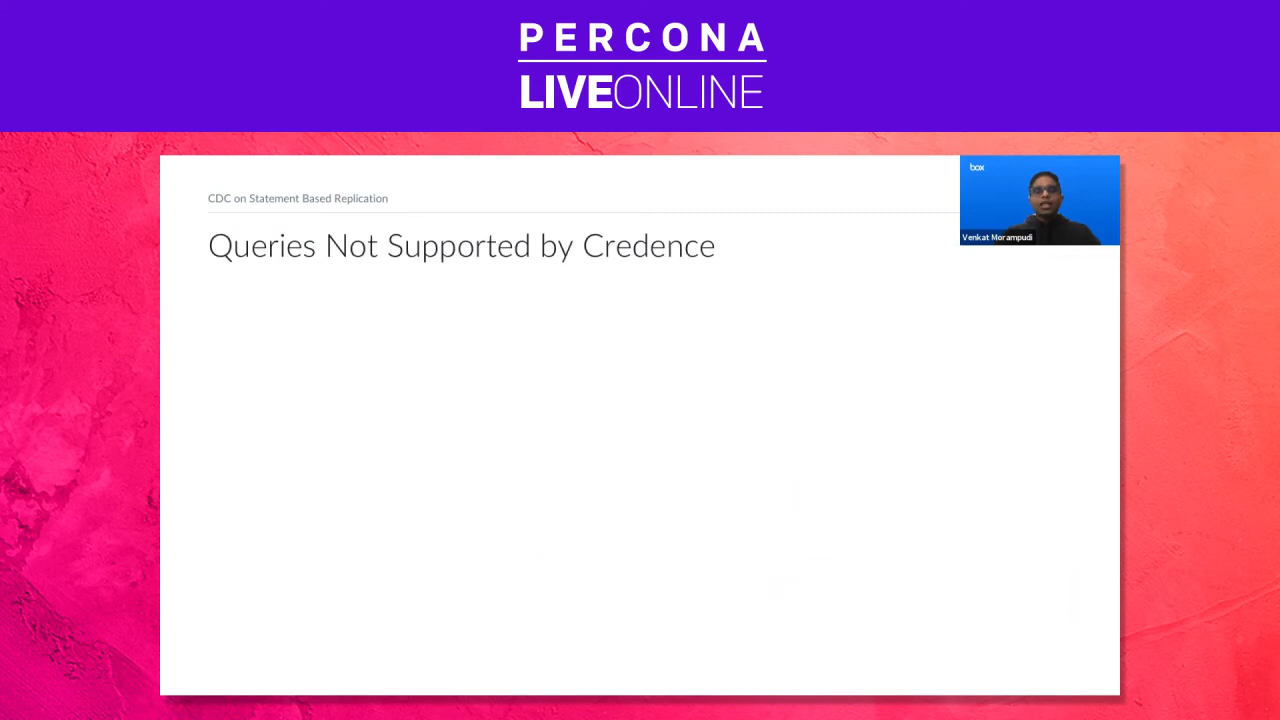 PERCONA
LIVEONLINE
CDC on Statement Based Replication
Queries Not Supported by Credence
box
Venkat Morampudi